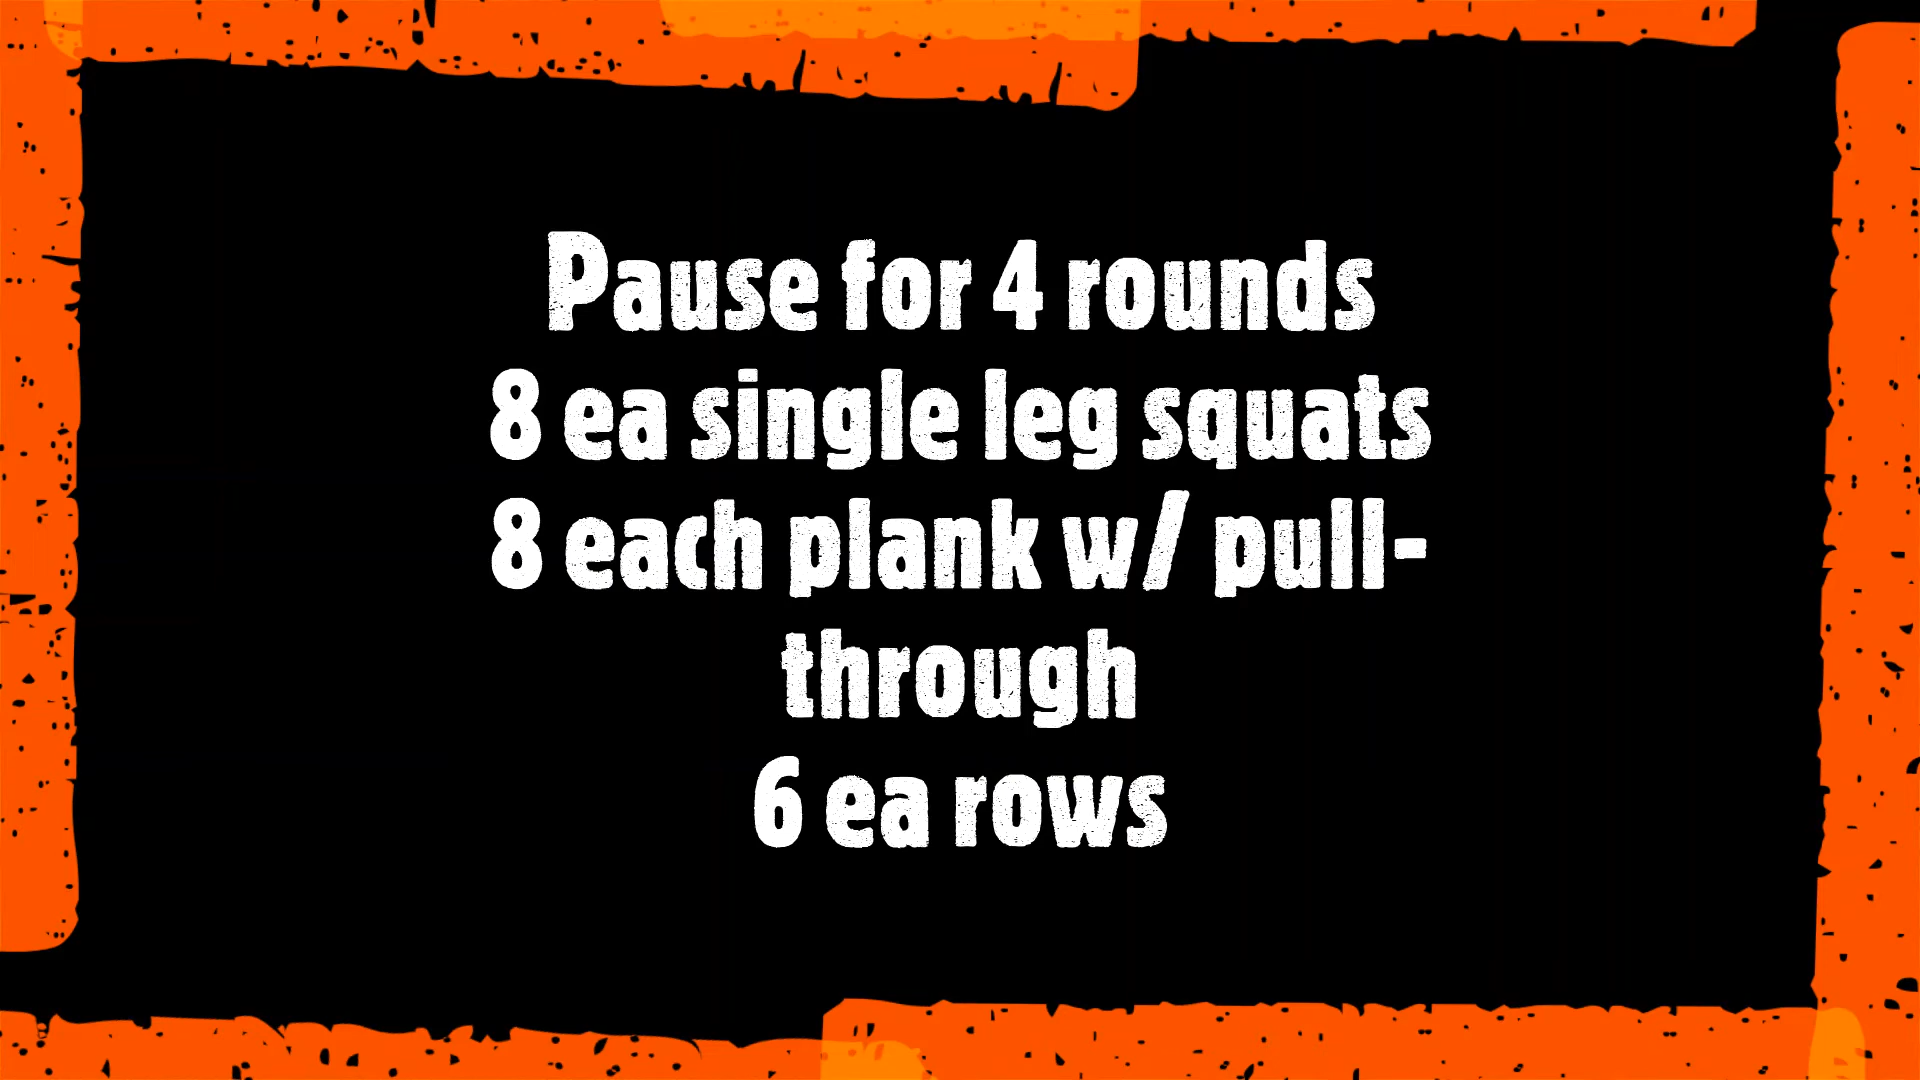 Pause for 4 rounds
8 ea single leg squats
8 each plank w/ pull-
through
6 ea rows